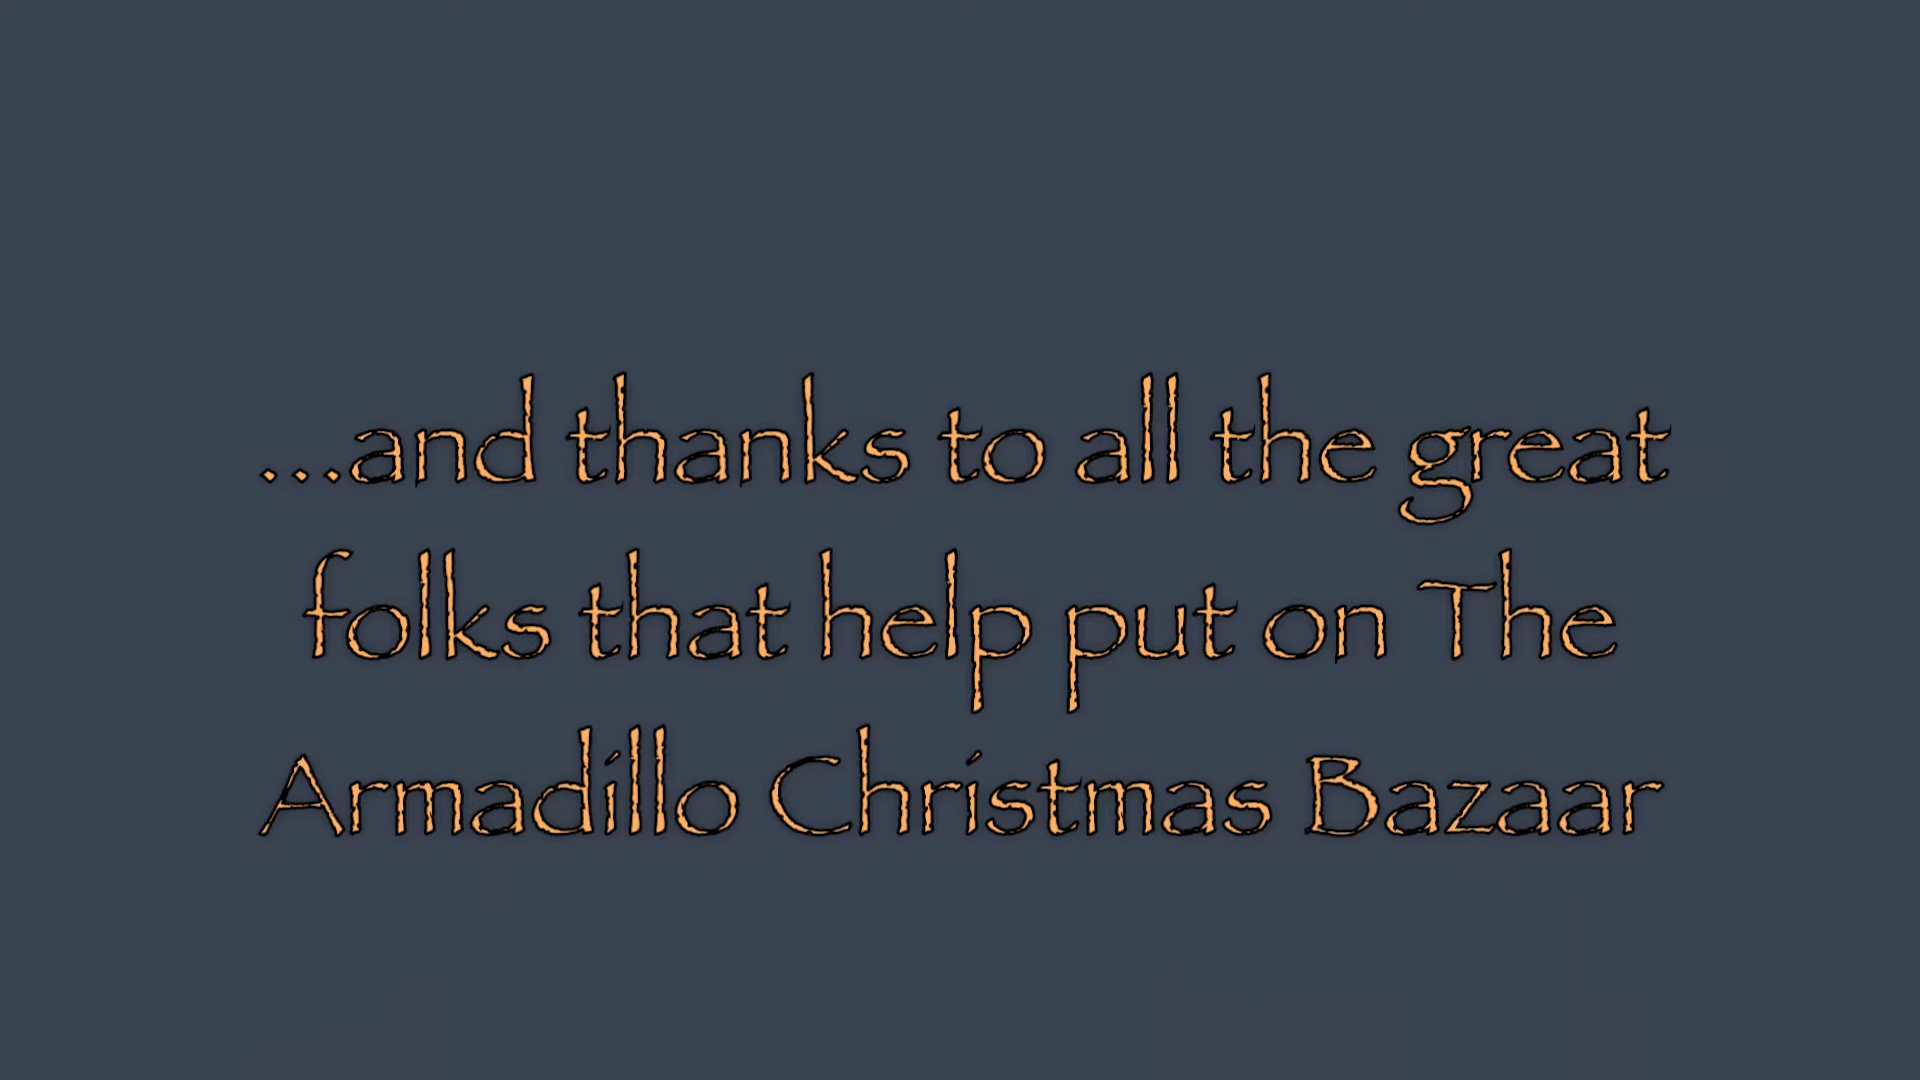 ...and thanks to all the great
folks that help put on The
Armadillo Christmas Bazaar